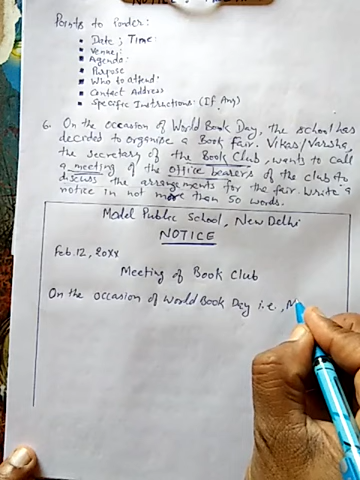 Points to Ponder:
▪ Date; Time:
▪ Venue:
▪ Agenda:
▪ Purpose
▪ Who to attend:
▪ Contact Address
▪ Specific Instructions: (If Any)
6. On the occasion of World Book Day, the school has
decided to organise a Book fair. Vikas/Varsha,
the secretary of the Book Club, wants to call
a meeting of the office bearers of the club to
discuss the arrangements for the fair. Write a
notice in not more than 50 words.
Model Public School, New Delhi
NOTICE
Feb. 12, 20XX
Meeting of Book Club
On the occasion of World Book Day i.e.,